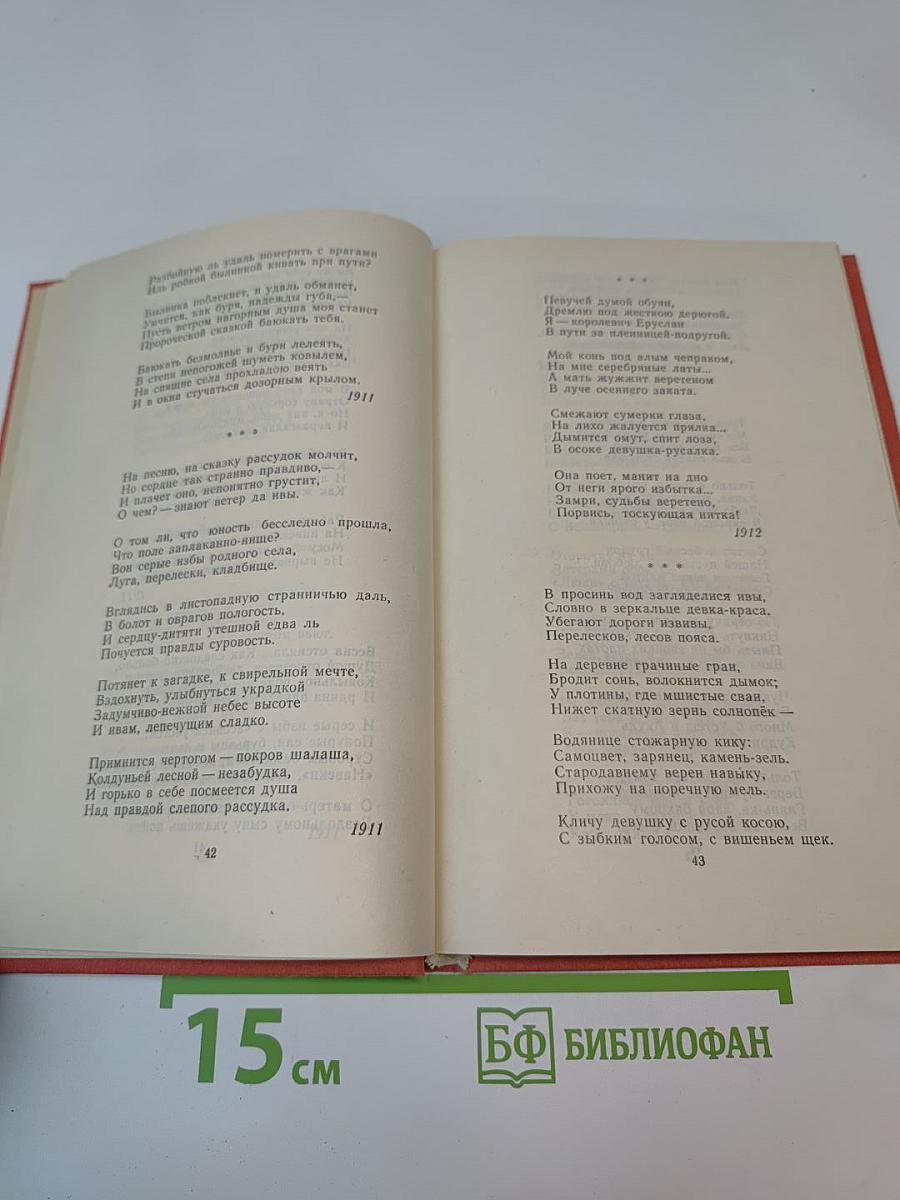 Разбойную ль удаль померить с врагами
Иль робкой былинкой кивать при пути?
Былинка поблекнет, и удаль обманет,
Умчится, как буря, надежды губя,—
Пусть ветром нагорным душа моя станет
Пророческой сказкой баюкать тебя.
Баюкать безмолвье и бури лелеять,
В степи непогожей шуметь ковылем,
На спящие села прохладою веять
И в окна стучаться дозорным крылом.
1911
* * *
На песню, на сказку рассудок молчит,
Но сердце так странно правдиво,—
И плачет оно, непонятно грустит,
О чем? — знают ветер да ивы.
О том ли, что юность бесследно прошла,
Что поле заплаканно-нище?
Вон серые избы родного села,
Луга, перелески, кладбище.
Вглядись в листопадную странничью даль,
В болот и оврагов пологость,
И сердцу-дитяти утешной едва ль
Почуется правды суровость.
Потянет к загадке, к свирельной мечте,
Вздохнуть, улыбнуться украдкой
Задумчиво-нежной небес высоте
И ивам, лепечущим сладко.
Примнится чертогом — покров шалаша,
Колдуньей лесной — незабудка,
И горько в себе посмеется душа
Над правдой слепого рассудка.
1911
42
* * *
Певучей думой обуян,
Дремлю под жесткою дерюгой.
Я — королевич Еруслан
В пути за пленницей-подругой.
Мой конь под алым чепраком,
На мне серебряные латы...
А мать жужжит веретеном
В луче осеннего заката.
Смежают сумерки глаза,
На лихо жалуется прялка...
Дымится омут, спит лоза,
В осоке девушка-русалка.
Она поет, манит на дно
От неги ярого избытка...
Замри, судьбы веретено,
Порвись, тоскующая нитка!
1912
* * *
В просинь вод загляделися ивы,
Словно в зеркальце девка-краса.
Убегают дороги извивы,
Перелесков, лесов пояса.
На деревне грачиные гран,
Бродит сонь, волокнится дымок;
У плотины, где мшистые сваи,
Нижет скатную зернь солнопёк —
Водянице стожарную кику:
Самоцвет, зарянец, камень-зель.
Стародавнему верен навы́ку,
Прихожу на поречную мель.
Кличу девушку с русой косою,
С зыбким голосом, с вишеньем щек.
43
15 см
БФ БИБЛИОФАН